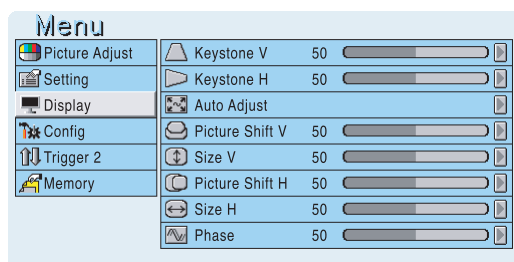 Menu
Picture Adjust
Setting
Display
Config
Trigger 2
Memory
Keystone V 50
Keystone H 50
Auto Adjust
Picture Shift V 50
Size V 50
Picture Shift H 50
Size H 50
Phase 50